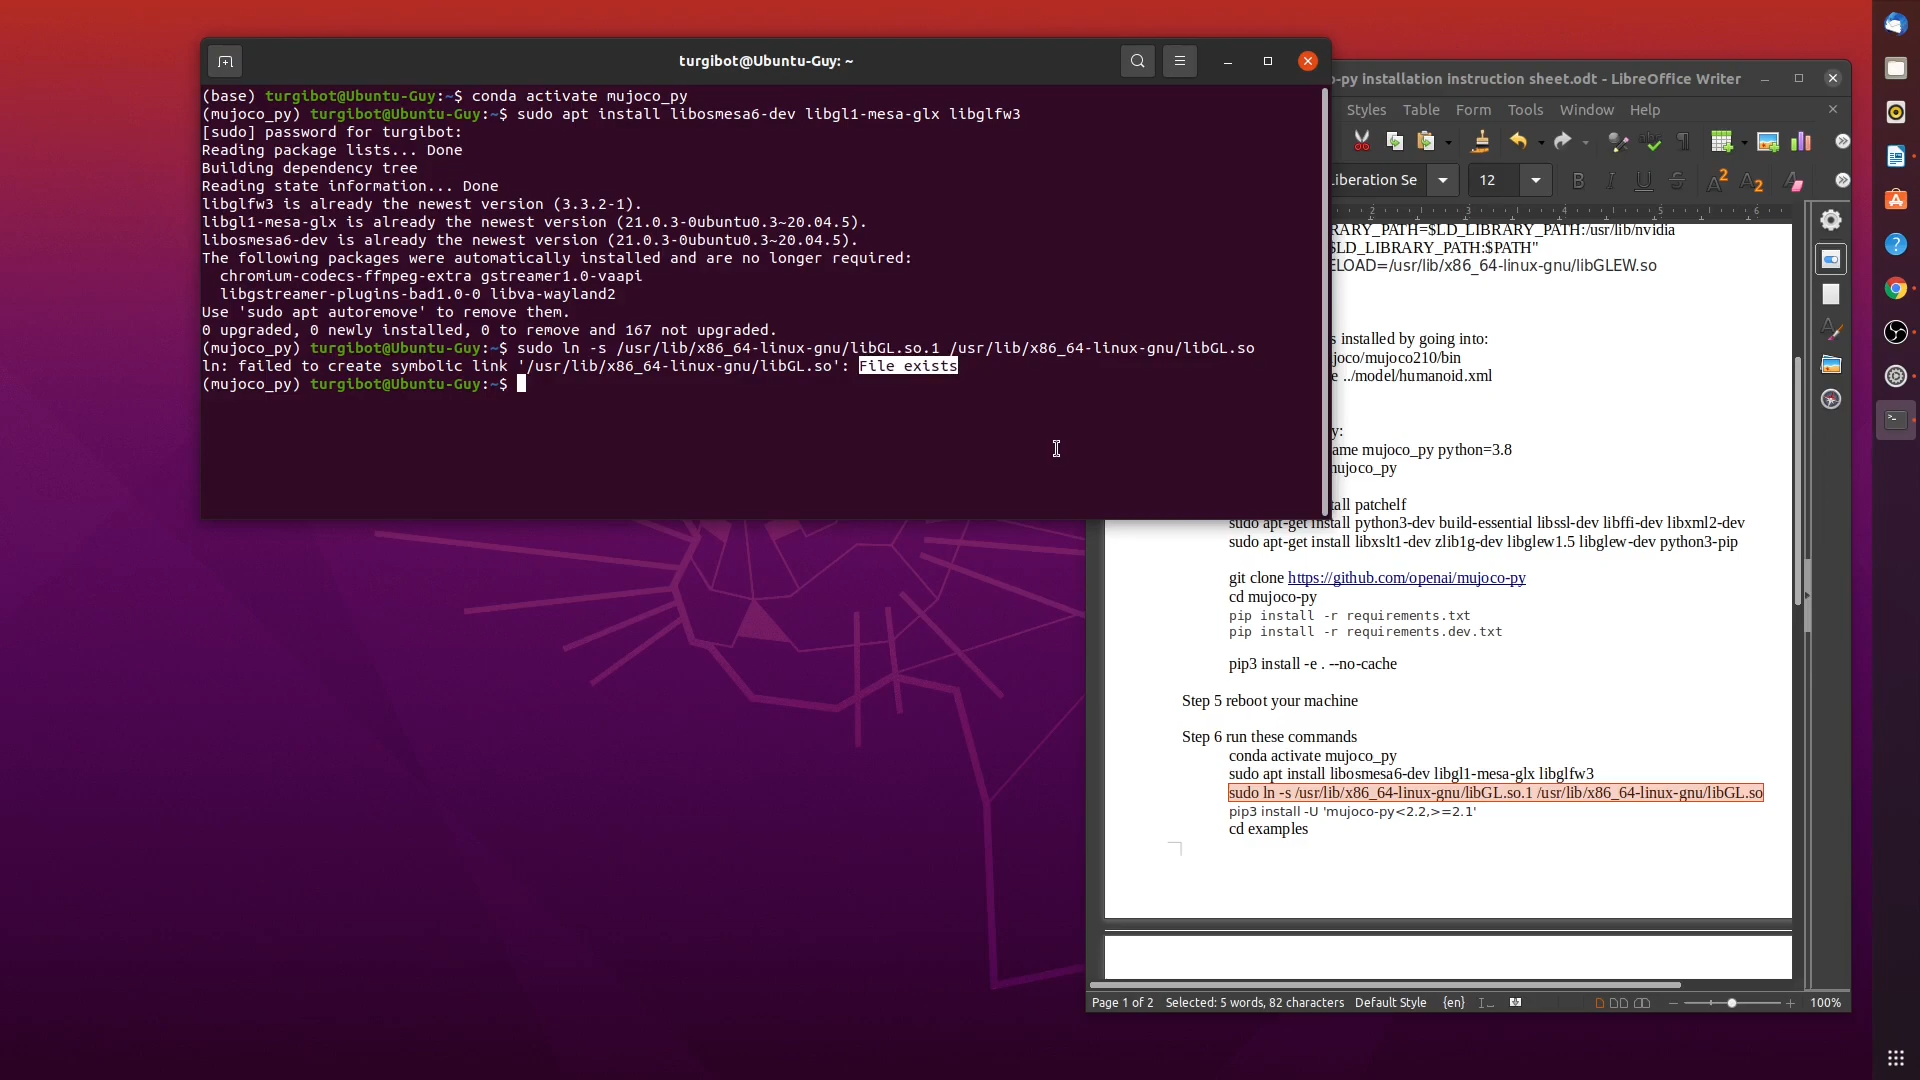 turgibot@Ubuntu-Guy: ~
(base) turgibot@Ubuntu-Guy:~$ conda activate mujoco_py
(mujoco_py) turgibot@Ubuntu-Guy:~$ sudo apt install libosmesa6-dev libgl1-mesa-glx libglfw3
[sudo] password for turgibot:
Reading package lists... Done
Building dependency tree
Reading state information... Done
libglfw3 is already the newest version (3.3.2-1).
libgl1-mesa-glx is already the newest version (21.0.3-0ubuntu0.3~20.04.5).
libosmesa6-dev is already the newest version (21.0.3-0ubuntu0.3~20.04.5).
The following packages were automatically installed and are no longer required:
chromium-codecs-ffmpeg-extra gstreamer1.0-vaapi
libgstreamer-plugins-bad1.0-0 libva-wayland2
Use 'sudo apt autoremove' to remove them.
0 upgraded, 0 newly installed, 0 to remove and 167 not upgraded.
(mujoco_py) turgibot@Ubuntu-Guy:~$ sudo ln -s /usr/lib/x86_64-linux-gnu/libGL.so.1 /usr/lib/x86_64-linux-gnu/libGL.so
ln: failed to create symbolic link '/usr/lib/x86_64-linux-gnu/libGL.so': File exists
(mujoco_py) turgibot@Ubuntu-Guy:~$
-py installation instruction sheet.odt - LibreOffice Writer
Styles Table Form Tools Window Help
iberation Se 12
2 3 4 5 6
RARY_PATH=$LD_LIBRARY_PATH:/usr/lib/nvidia
$LD_LIBRARY_PATH:$PATH"
ELOAD=/usr/lib/x86_64-linux-gnu/libGLEW.so
s installed by going into:
joco/mujoco210/bin
e ../model/humanoid.xml
y:
ame mujoco_py python=3.8
mujoco_py
tall patchelf
sudo apt-get install python3-dev build-essential libssl-dev libffi-dev libxml2-dev
sudo apt-get install libxslt1-dev zlib1g-dev libglew1.5 libglew-dev python3-pip
git clone https://github.com/openai/mujoco-py
cd mujoco-py
pip install -r requirements.txt
pip install -r requirements.dev.txt
pip3 install -e . --no-cache
Step 5 reboot your machine
Step 6 run these commands
conda activate mujoco_py
sudo apt install libosmesa6-dev libgl1-mesa-glx libglfw3
sudo ln -s /usr/lib/x86_64-linux-gnu/libGL.so.1 /usr/lib/x86_64-linux-gnu/libGL.so
pip3 install -U 'mujoco-py<2.2,>=2.1'
cd examples
Page 1 of 2 Selected: 5 words, 82 characters Default Style {en} 100%